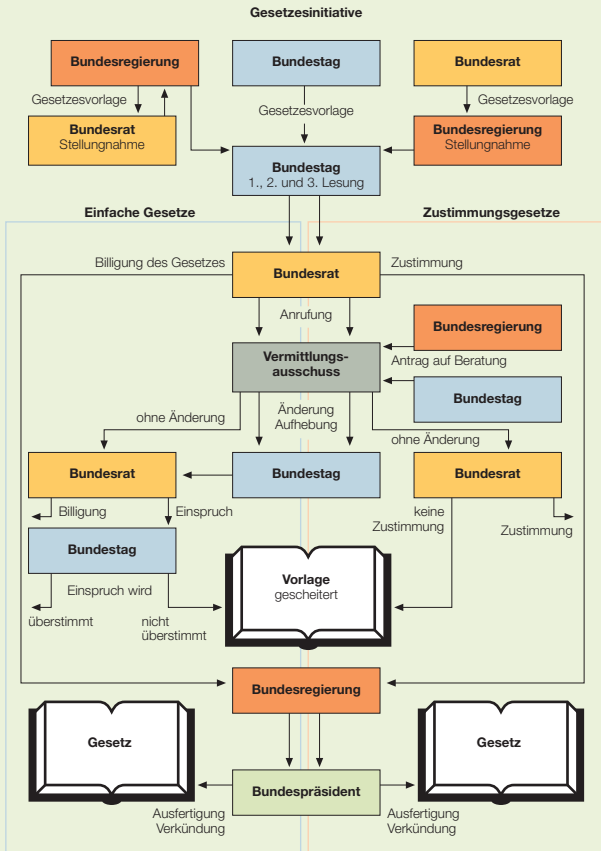 Gesetzesinitiative
Bundesregierung
Bundestag
Bundesrat
Gesetzesvorlage
Gesetzesvorlage
Gesetzesvorlage
Bundesrat
Stellungnahme
Bundesregierung
Stellungnahme
Bundestag
1., 2. und 3. Lesung
Einfache Gesetze
Zustimmungsgesetze
Billigung des Gesetzes
Bundesrat
Zustimmung
Anrufung
Bundesregierung
Vermittlungs-
ausschuss
Antrag auf Beratung
Bundestag
ohne Änderung
Änderung
Aufhebung
ohne Änderung
Bundesrat
Bundestag
Bundesrat
Billigung
Einspruch
keine
Zustimmung
Zustimmung
Bundestag
Vorlage
gescheitert
Einspruch wird
überstimmt
nicht
überstimmt
Bundesregierung
Gesetz
Gesetz
Bundespräsident
Ausfertigung
Verkündung
Ausfertigung
Verkündung